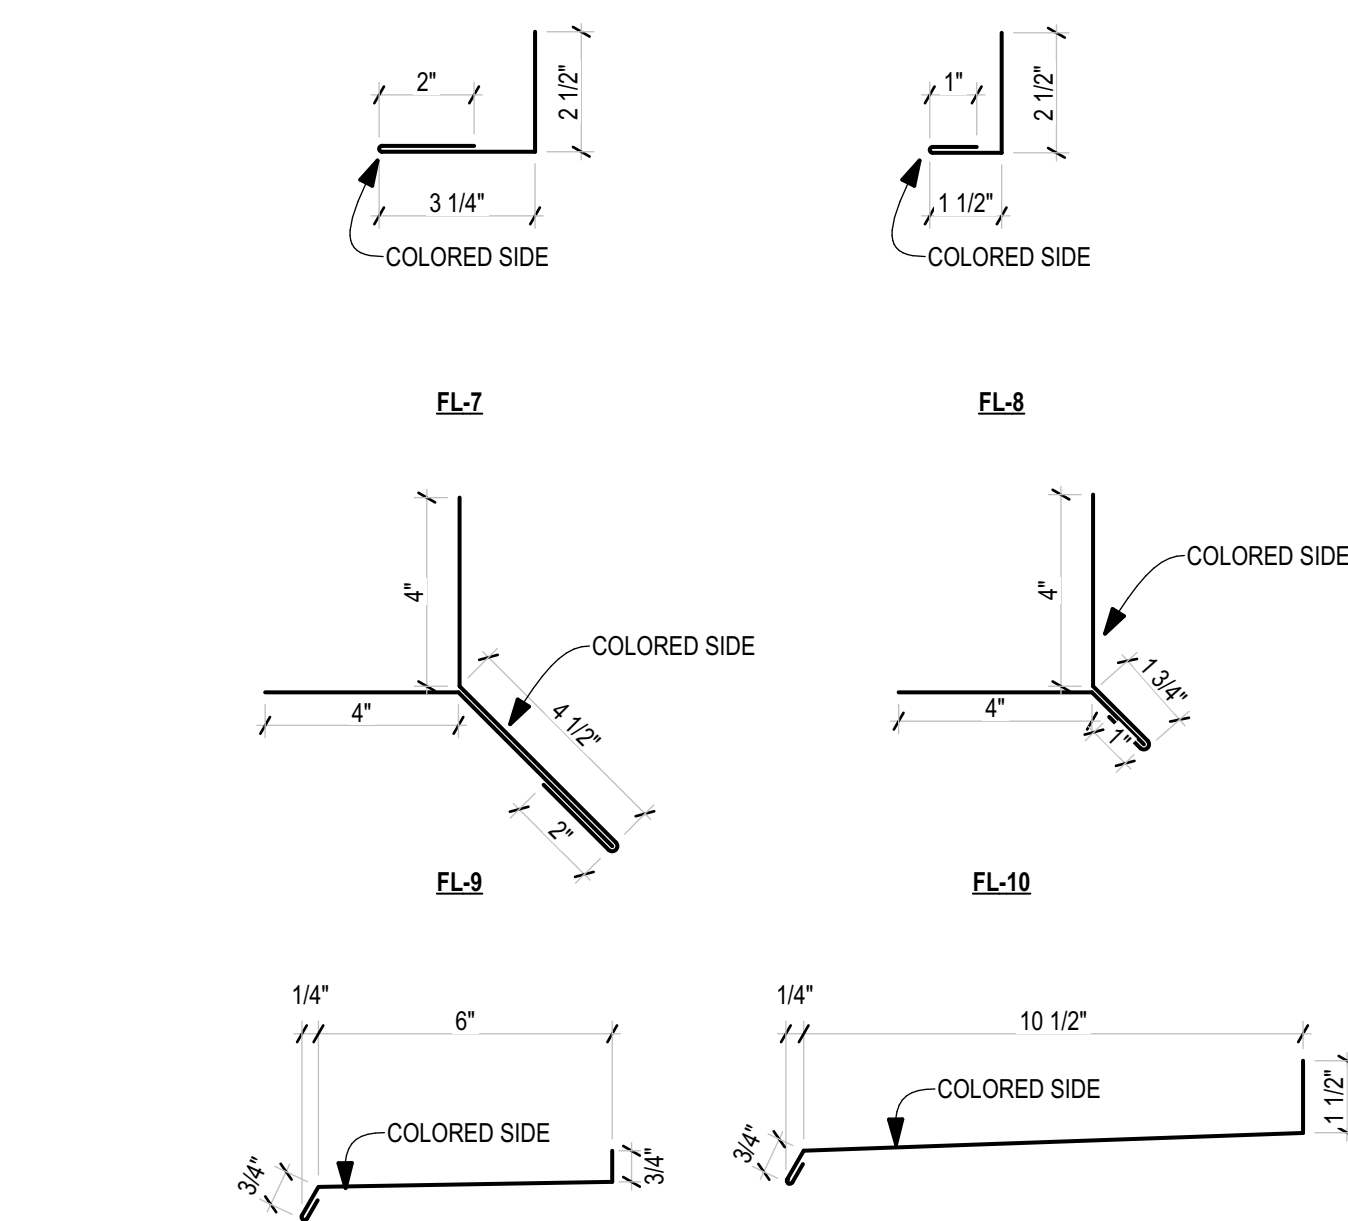 2"
2 1/2"
3 1/4"
COLORED SIDE
1"
2 1/2"
1 1/2"
COLORED SIDE
FL-7
FL-8
4"
4"
COLORED SIDE
4 1/2"
2"
4"
4"
COLORED SIDE
1 3/4"
1"
FL-9
FL-10
1/4"
6"
COLORED SIDE
3/4"
3/4"
1/4"
10 1/2"
COLORED SIDE
3/4"
1 1/2"